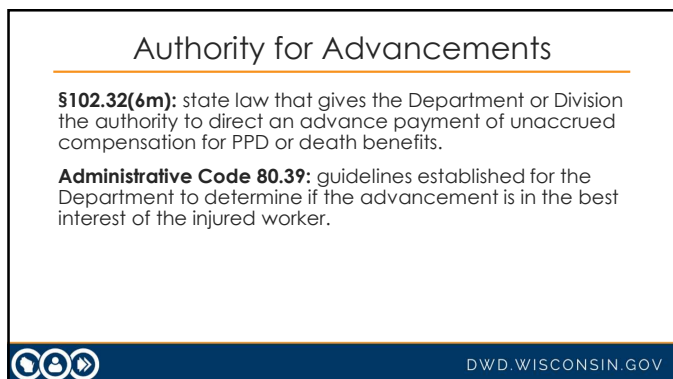 Authority for Advancements
§102.32(6m): state law that gives the Department or Division
the authority to direct an advance payment of unaccrued
compensation for PPD or death benefits.
Administrative Code 80.39: guidelines established for the
Department to determine if the advancement is in the best
interest of the injured worker.
DWD.WISCONSIN.GOV